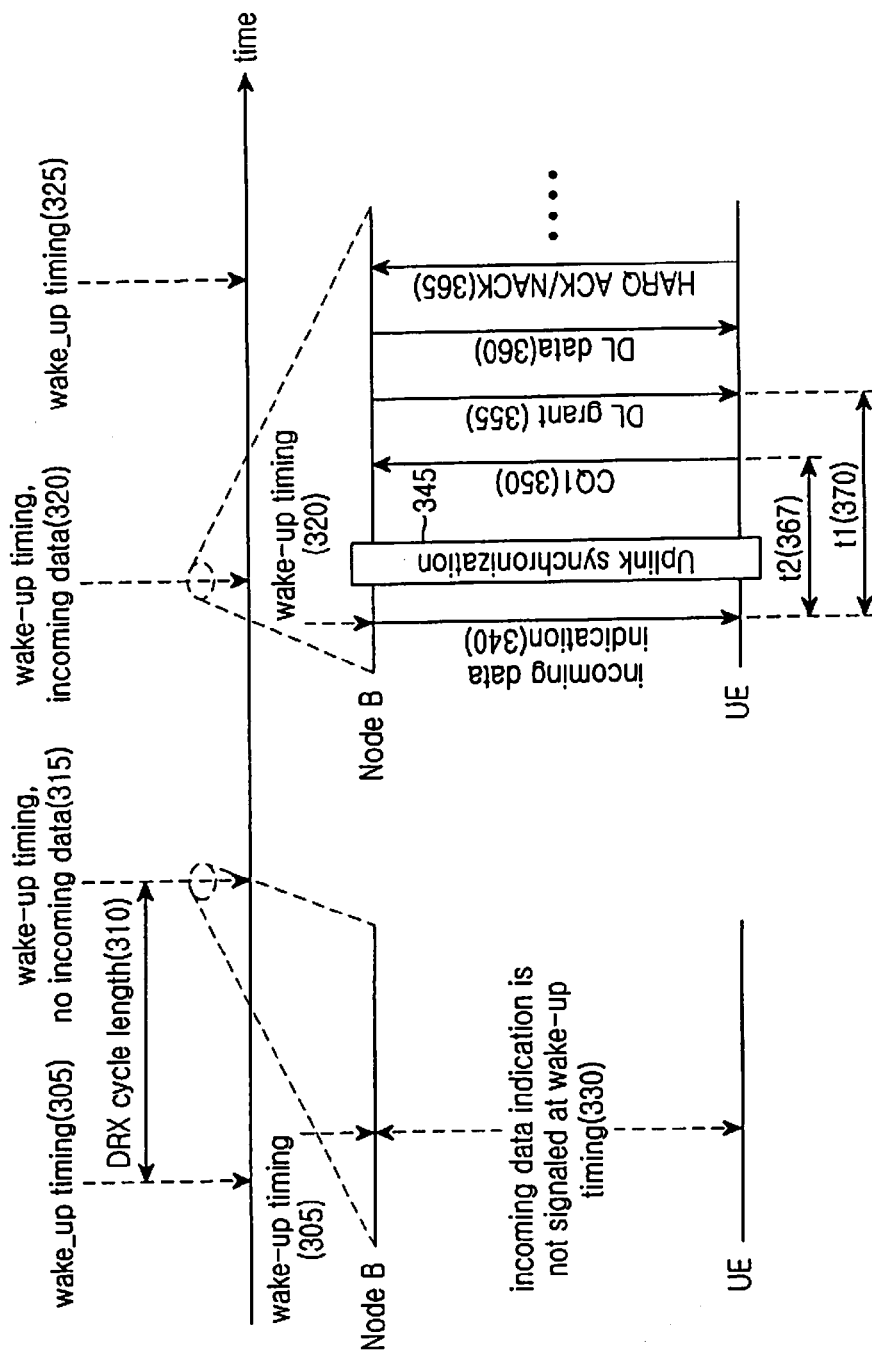 wake_up timing(305)
DRX cycle length(310)
wake-up timing,
no incoming data(315)
wake-up timing,
incoming data(320)
wake_up timing(325)
time
wake-up timing
(305)
Node B
incoming data indication is
not signaled at wake-up
timing(330)
UE
wake-up timing
(320)
Node B
incoming data
indication(340)
Uplink synchronization
345
CQ1(350)
DL grant (355)
DL data(360)
HARQ ACK/NACK(365)
UE
t2(367)
t1(370)